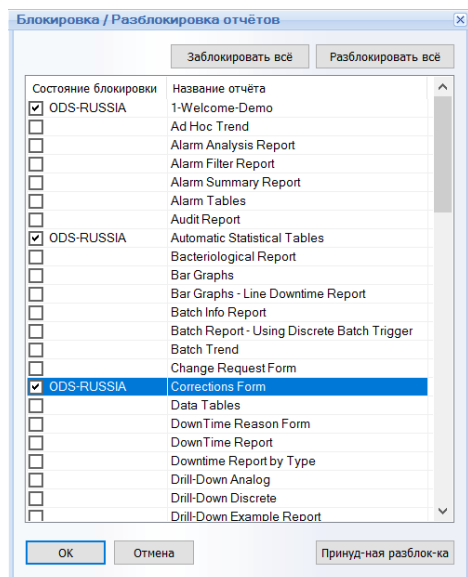 Блокировка / Разблокировка отчётов
Заблокировать всё Разблокировать всё
Состояние блокировки Название отчёта
ODS-RUSSIA 1-Welcome-Demo
Ad Hoc Trend
Alarm Analysis Report
Alarm Filter Report
Alarm Summary Report
Alarm Tables
Audit Report
ODS-RUSSIA Automatic Statistical Tables
Bacteriological Report
Bar Graphs
Bar Graphs - Line Downtime Report
Batch Info Report
Batch Report - Using Discrete Batch Trigger
Batch Trend
Change Request Form
ODS-RUSSIA Corrections Form
Data Tables
DownTime Reason Form
DownTime Report
Downtime Report by Type
Drill-Down Analog
Drill-Down Discrete
Drill-Down Example Report
ОК Отмена Принуд-ная разблок-ка